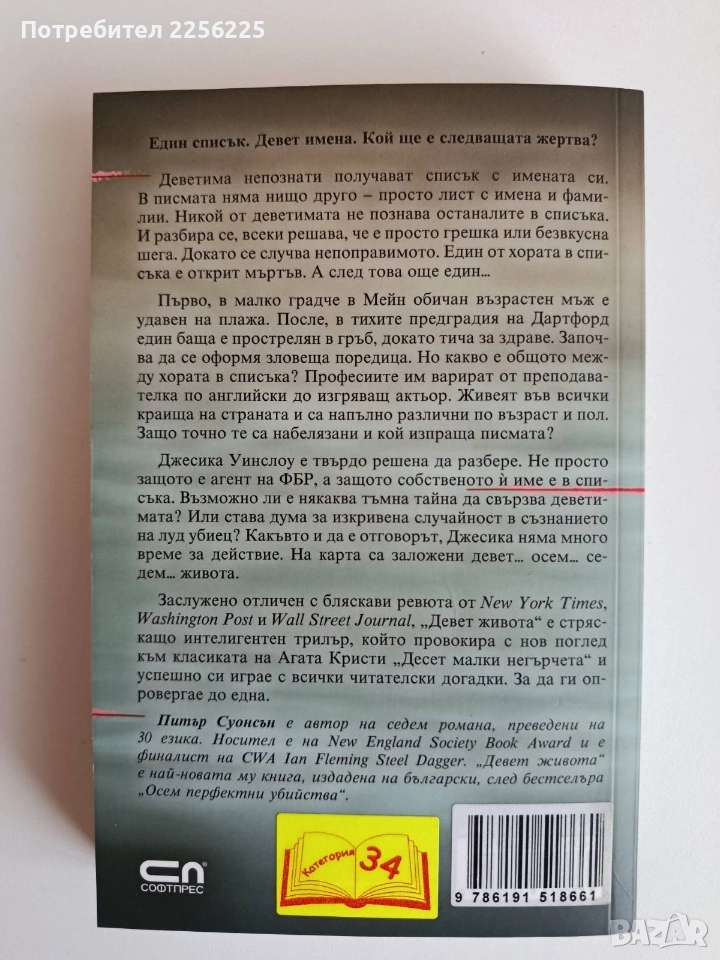 Потребител 2256225
Един списък. Девет имена. Кой ще е следващата жертва?
Деветима непознати получават списък с имената си.
В писмата няма нищо друго – просто лист с имена и фами-
лии. Никой от деветимата не познава останалите в списъка.
И разбира се, всеки решава, че е просто грешка или безвкусна
шега. Докато се случва непоправимото. Един от хората в спи-
съка е открит мъртъв. А след това още един...
Първо, в малко градче в Мейн обичан възрастен мъж е
удавен на плажа. После, в тихите предградия на Дартфорд
един баща е прострелян в гръб, докато тича за здраве. Започ-
ва да се оформя зловеща поредица. Но какво е общото меж-
ду хората в списъка? Професиите им варират от преподава-
телка по английски до изгряващ актьор. Живеят във всички
краища на страната и са напълно различни по възраст и пол.
Защо точно те са набелязани и кой изпраща писмата?
Джесика Уинслоу е твърдо решена да разбере. Не просто
защото е агент на ФБР, а защото собственото ѝ име е в спи-
съка. Възможно ли е някаква тъмна тайна да свързва девети-
мата? Или става дума за изкривена случайност в съзнанието
на луд убиец? Какъвто и да е отговорът, Джесика няма много
време за действие. На карта са заложени девет... осем... се-
дем... живота.
Заслужено отличен с бляскави ревюта от New York Times,
Washington Post и Wall Street Journal, „Девет живота“ е стряс-
кащо интелигентен трилър, който провокира с нов поглед
към класиката на Агата Кристи „Десет малки негърчета“ и
успешно си играе с всички читателски догадки. За да ги оп-
ровергае до една.
Питър Суонсън е автор на седем романа, преведени на
30 езика. Носител е на New England Society Book Award и е
финалист на CWA Ian Fleming Steel Dagger. „Девет живота“
е най-новата му книга, издадена на български, след бестселъра
„Осем перфектни убийства“.
СОФТПРЕС
Категория 34
9 786191 518661
BAZAR